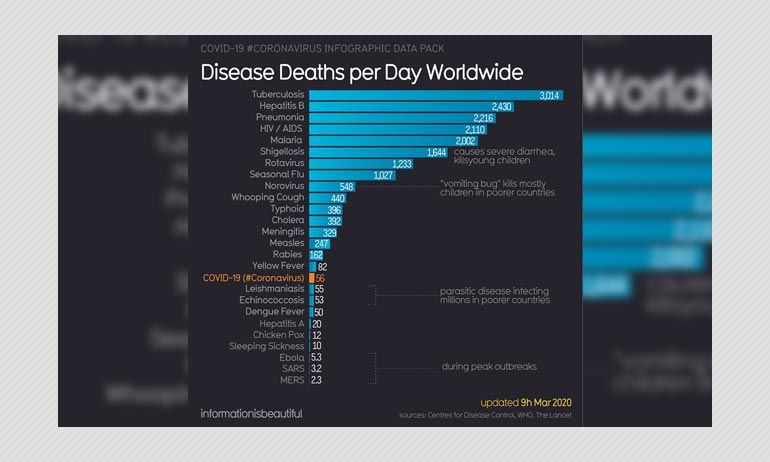 COVID-19 #CORONAVIRUS INFOGRAPHIC DATA PACK
Disease Deaths per Day Worldwide
Tuberculosis 3,014
Hepatitis B 2,430
Pneumonia 2,216
HIV / AIDS 2,110
Malaria 2,002
Shigellosis 1,644 causes severe diarrhea,
killsyoung children
Rotavirus 1,233
Seasonal Flu 1,027
Norovirus 548 "vomiting bug" kills mostly
children in poorer countries
Whooping Cough 440
Typhoid 396
Cholera 392
Meningitis 329
Measles 247
Rabies 162
Yellow Fever 82
COVID-19 (#Coronavirus) 56
Leishmaniasis 55 parasitic disease infecting
millions in poorer countries
Echinococcosis 53
Dengue Fever 50
Hepatitis A 20
Chicken Pox 12
Sleeping Sickness 10
Ebola 5.3
SARS 3.2 during peak outbreaks
MERS 2.3
updated 9h Mar 2020
informationisbeautiful sources: Centres for Disease Control, WHO, The Lancet